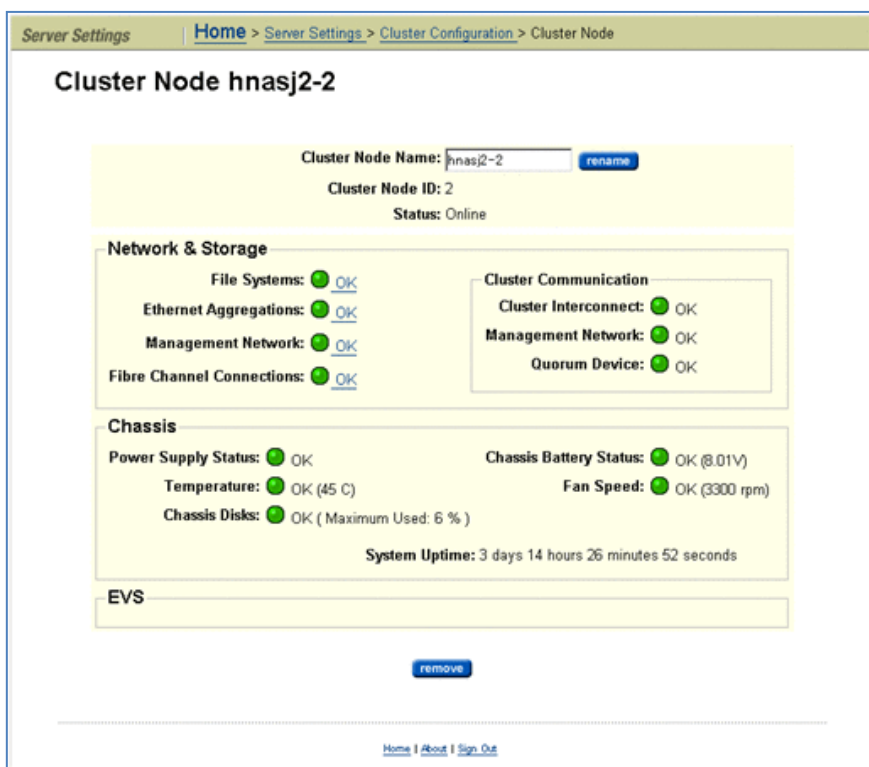 Server Settings | Home > Server Settings > Cluster Configuration > Cluster Node
Cluster Node hnasj2-2
Cluster Node Name: hnasj2-2 rename
Cluster Node ID: 2
Status: Online
Network & Storage
File Systems: OK
Ethernet Aggregations: OK
Management Network: OK
Fibre Channel Connections: OK
Cluster Communication
Cluster Interconnect: OK
Management Network: OK
Quorum Device: OK
Chassis
Power Supply Status: OK
Chassis Battery Status: OK (8.01V)
Temperature: OK (45 C)
Fan Speed: OK (3300 rpm)
Chassis Disks: OK ( Maximum Used: 6 % )
System Uptime: 3 days 14 hours 26 minutes 52 seconds
EVS
remove
Home | About | Sign Out